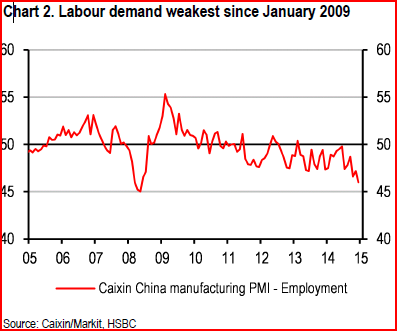 Chart 2. Labour demand weakest since January 2009
60 60
55 55
50 50
45 45
40 40
05 06 07 08 09 10 11 12 13 14 15
Caixin China manufacturing PMI - Employment
Source: Caixin/Markit, HSBC